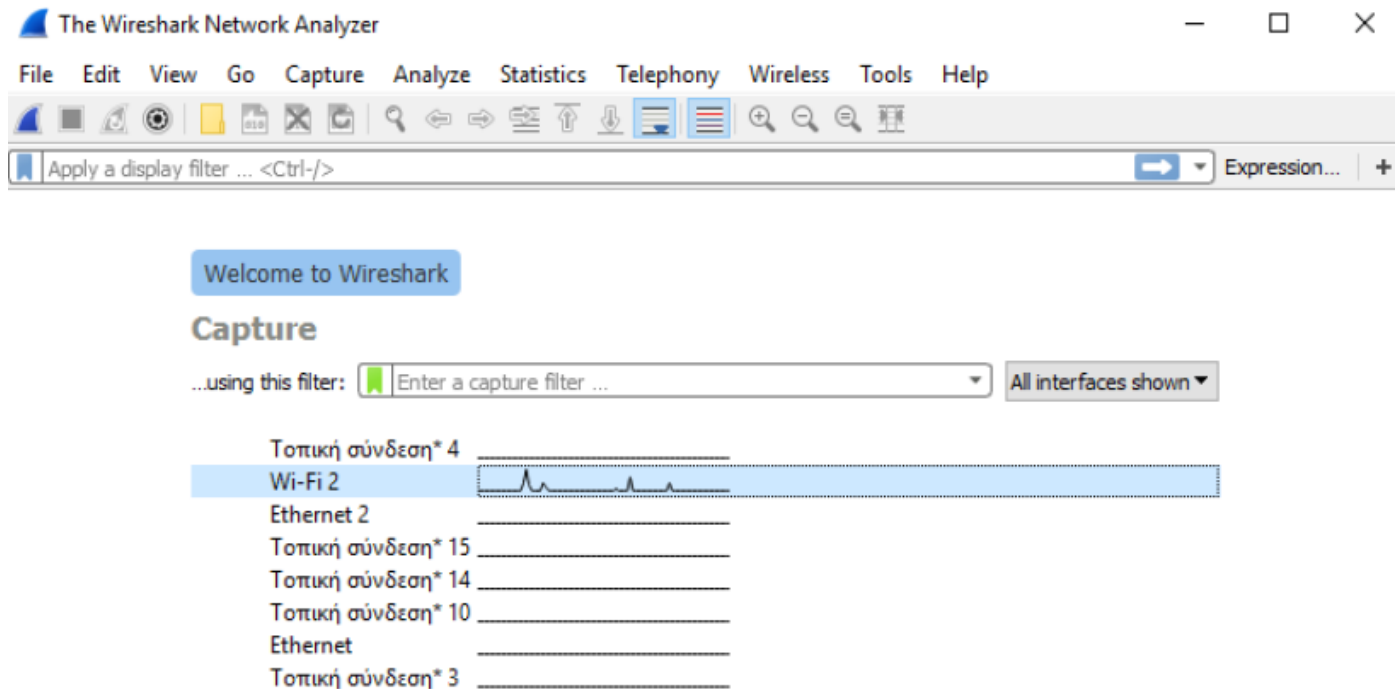 The Wireshark Network Analyzer
File Edit View Go Capture Analyze Statistics Telephony Wireless Tools Help
Apply a display filter ... <Ctrl-/> Expression... +
Welcome to Wireshark
Capture
...using this filter: Enter a capture filter ... All interfaces shown
Τοπική σύνδεση* 4
Wi-Fi 2
Ethernet 2
Τοπική σύνδεση* 15
Τοπική σύνδεση* 14
Τοπική σύνδεση* 10
Ethernet
Τοπική σύνδεση* 3